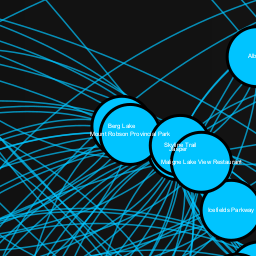 Alb
Berg Lake
Mount Robson Provincial Park
Skyline Trail
Jasper
Maligne Lake View Restaurant
Icefields Parkway